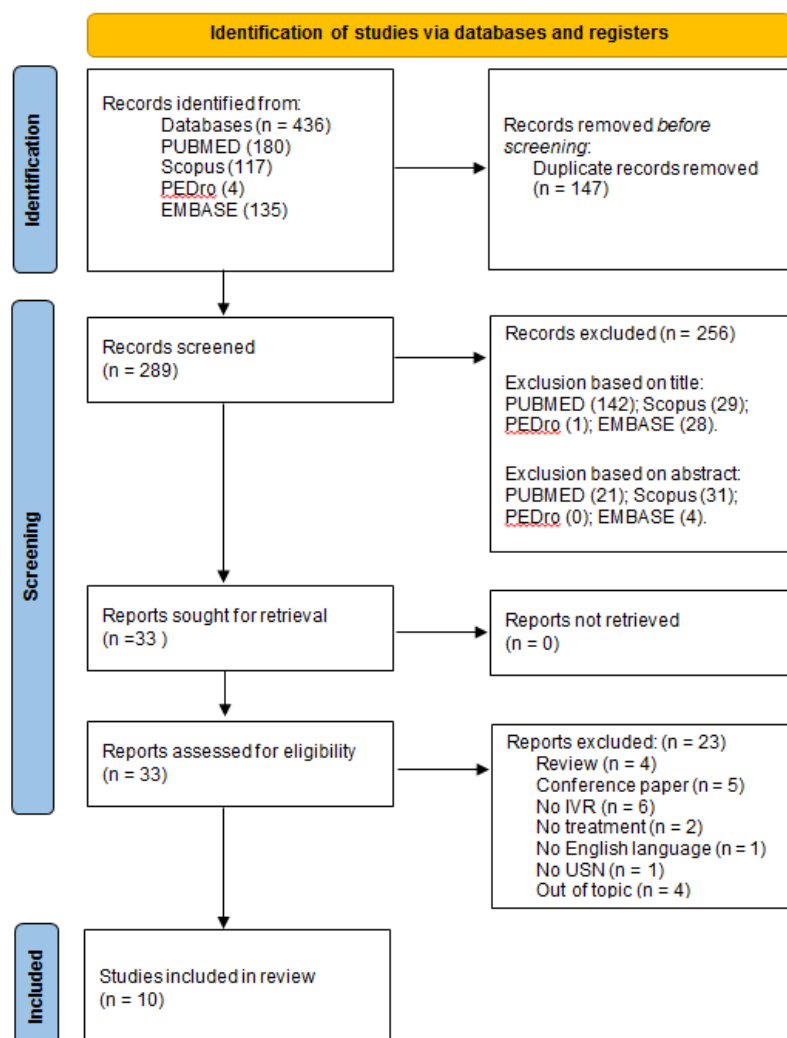 Identification of studies via databases and registers
Identification
Records identified from:
Databases (n = 436)
PUBMED (180)
Scopus (117)
PEDro (4)
EMBASE (135)
Records removed before
screening:
Duplicate records removed
(n = 147)
Screening
Records screened
(n = 289)
Records excluded (n = 256)
Exclusion based on title:
PUBMED (142); Scopus (29);
PEDro (1); EMBASE (28).
Exclusion based on abstract:
PUBMED (21); Scopus (31);
PEDro (0); EMBASE (4).
Reports sought for retrieval
(n =33 )
Reports not retrieved
(n = 0)
Reports assessed for eligibility
(n = 33)
Reports excluded: (n = 23)
Review (n = 4)
Conference paper (n = 5)
No IVR (n = 6)
No treatment (n = 2)
No English language (n = 1)
No USN (n = 1)
Out of topic (n = 4)
Included
Studies included in review
(n = 10)